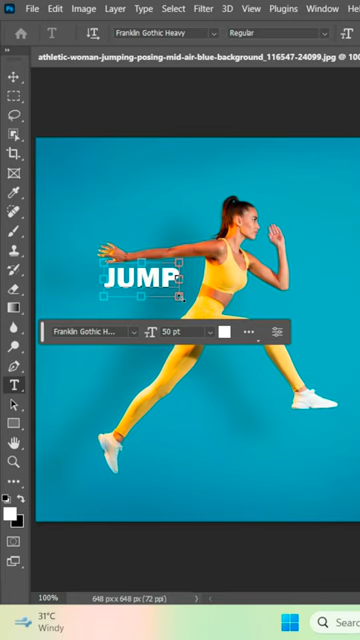 Ps File Edit Image Layer Type Select Filter 3D View Plugins Window
T Franklin Gothic Heavy Regular
athletic-woman-jumping-posing-mid-air-blue-background_116547-24099.jpg @
JUMP
Franklin Gothic H... 50 pt
100% 648 px x 648 px (72 ppi)
31°C
Windy